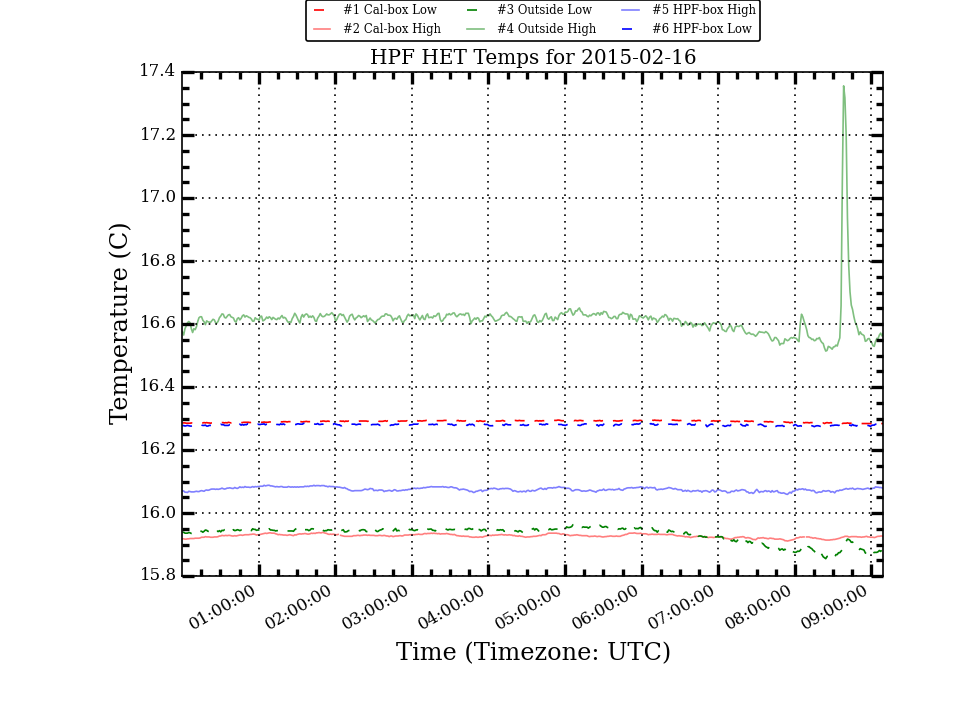 #1 Cal-box Low #3 Outside Low #5 HPF-box High
#2 Cal-box High #4 Outside High #6 HPF-box Low
HPF HET Temps for 2015-02-16
17.4
17.2
17.0
16.8
16.6
16.4
16.2
16.0
15.8
Temperature (C)
01:00:00 02:00:00 03:00:00 04:00:00 05:00:00 06:00:00 07:00:00 08:00:00 09:00:00
Time (Timezone: UTC)